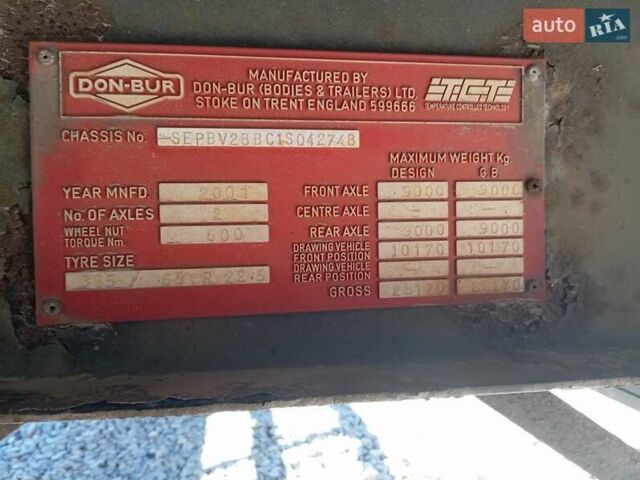 auto RIA.com
DON-BUR
MANUFACTURED BY
DON-BUR (BODIES & TRAILERS) LTD.
STOKE ON TRENT ENGLAND 599666
TCT
TEMPERATURE CONTROLLED TECHNOLOGY
CHASSIS No. SEPBV28BC1S042748
MAXIMUM WEIGHT Kg.
DESIGN G.B.
YEAR MNFD. 2001 FRONT AXLE 9000 9000
No. OF AXLES 2 CENTRE AXLE — —
WHEEL NUT TORQUE Nm. 600 REAR AXLE 9000 9000
DRAWING VEHICLE FRONT POSITION 10170 10170
TYRE SIZE DRAWING VEHICLE REAR POSITION — —
/ 65 R 22.5 GROSS 28170 28170